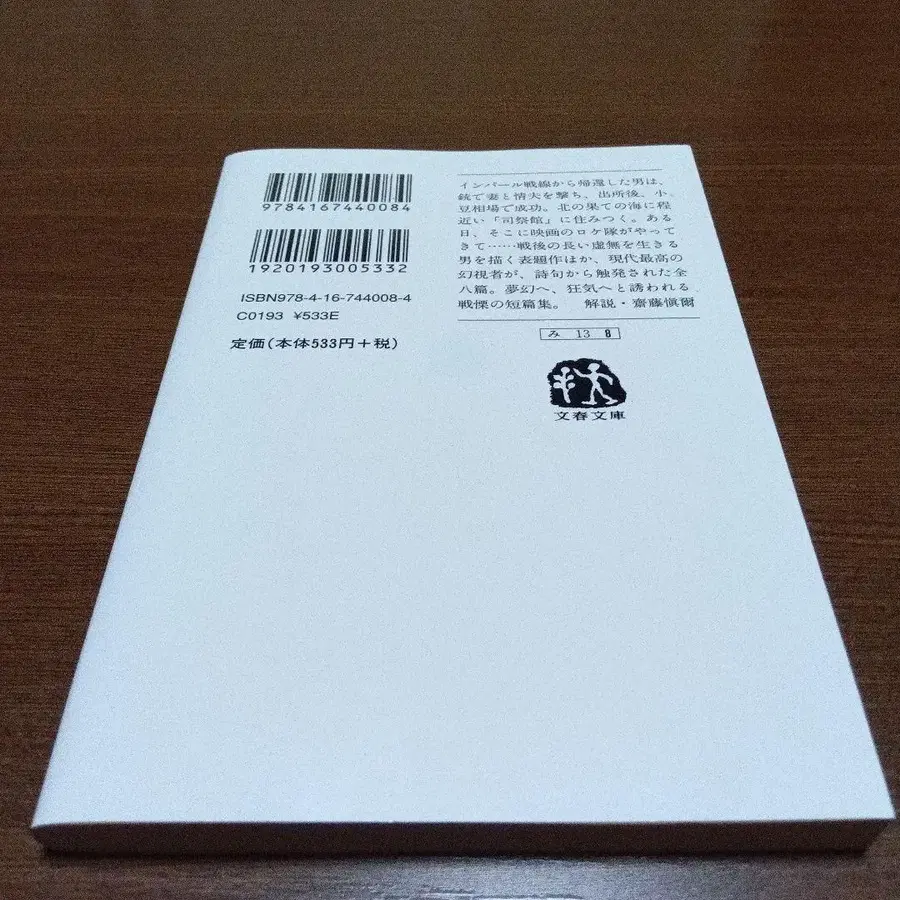 9784167440084
1920193005332
ISBN978-4-16-744008-4
C0193 ¥533E
定価(本体533円+税)
インパール戦線から帰還した男は、
銃で妻と情夫を撃ち、出所後、小
豆相場で成功。北の果ての海に程
近い「司祭館」に住みつく。ある
日、そこに映画のロケ隊がやって
きて……戦後の長い虚無を生きる
男を描く表題作ほか、現代最高の
幻視者が、詩句から触発された全
八篇。夢幻へ、狂気へと誘われる
戦慄の短篇集。　解説・齋藤愼爾
み 13 8
文春文庫